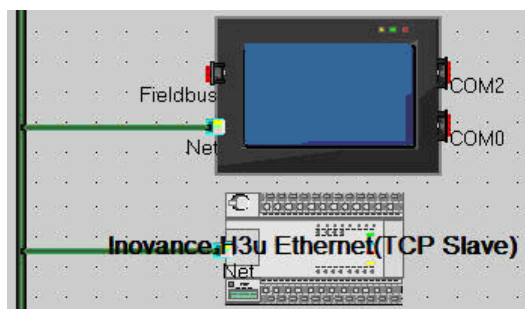 Fieldbus
COM2
Net
COM0
Inovance H3u Ethernet(TCP Slave)
Net